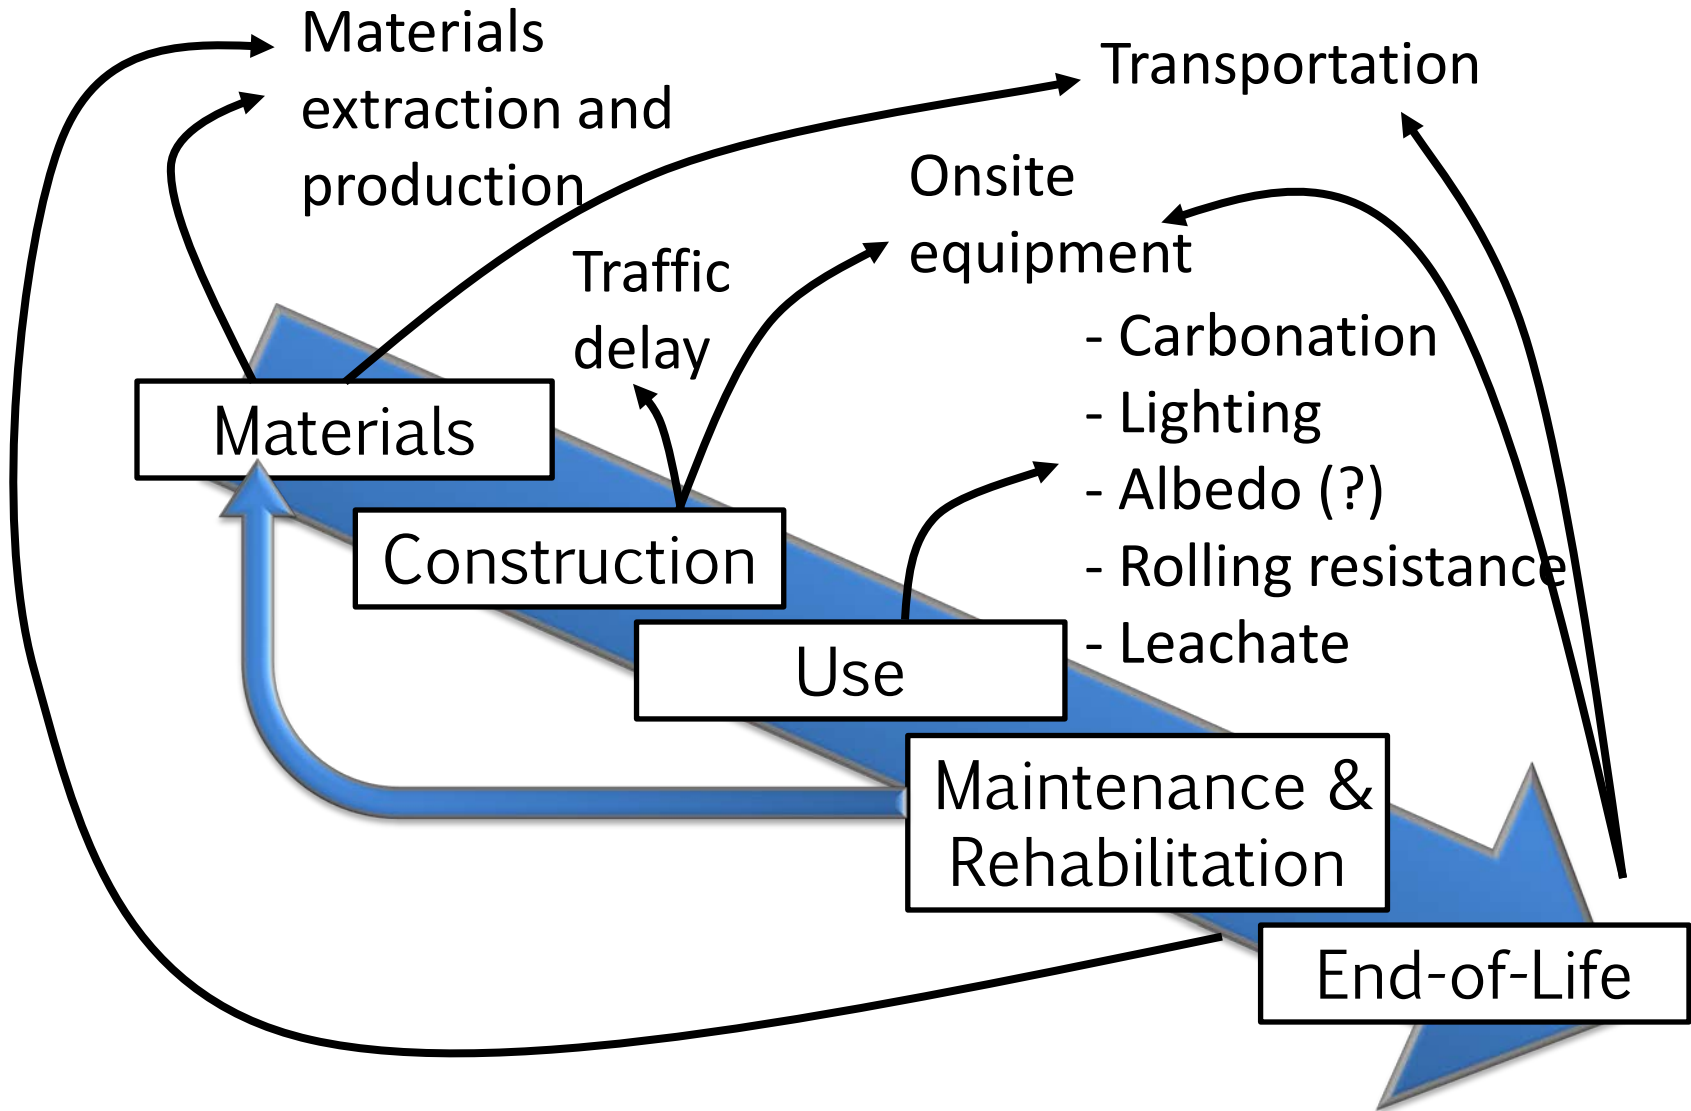 Materials
extraction and
production
Transportation
Onsite
equipment
Traffic
delay
- Carbonation
- Lighting
- Albedo (?)
- Rolling resistance
- Leachate
Materials
Construction
Use
Maintenance &
Rehabilitation
End-of-Life